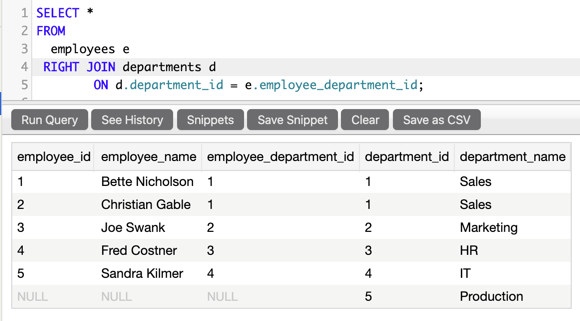 1 SELECT *
2 FROM
3 employees e
4 RIGHT JOIN departments d
5 ON d.department_id = e.employee_department_id;
6
Run Query See History Snippets Save Snippet Clear Save as CSV
employee_id employee_name employee_department_id department_id department_name
1 Bette Nicholson 1 1 Sales
2 Christian Gable 1 1 Sales
3 Joe Swank 2 2 Marketing
4 Fred Costner 3 3 HR
5 Sandra Kilmer 4 4 IT
NULL NULL NULL 5 Production